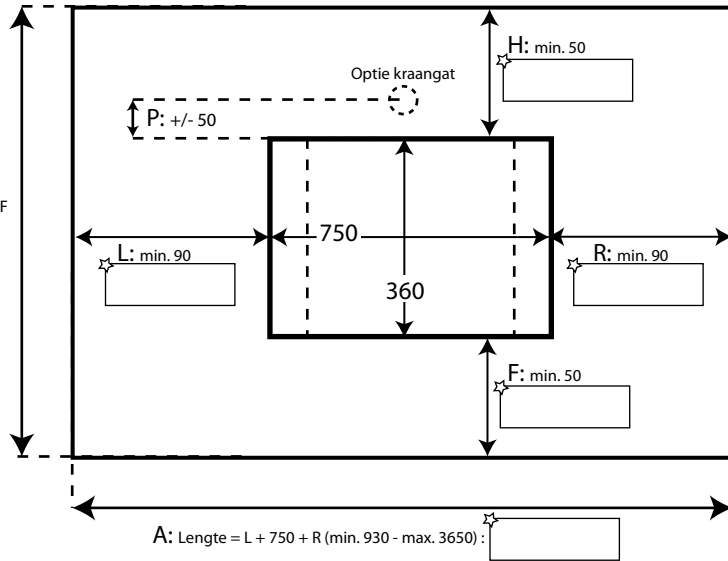 H: min. 50
Optie kraangat
P: +/- 50
F
750
L: min. 90
R: min. 90
360
F: min. 50
A: Lengte = L + 750 + R (min. 930 - max. 3650) :